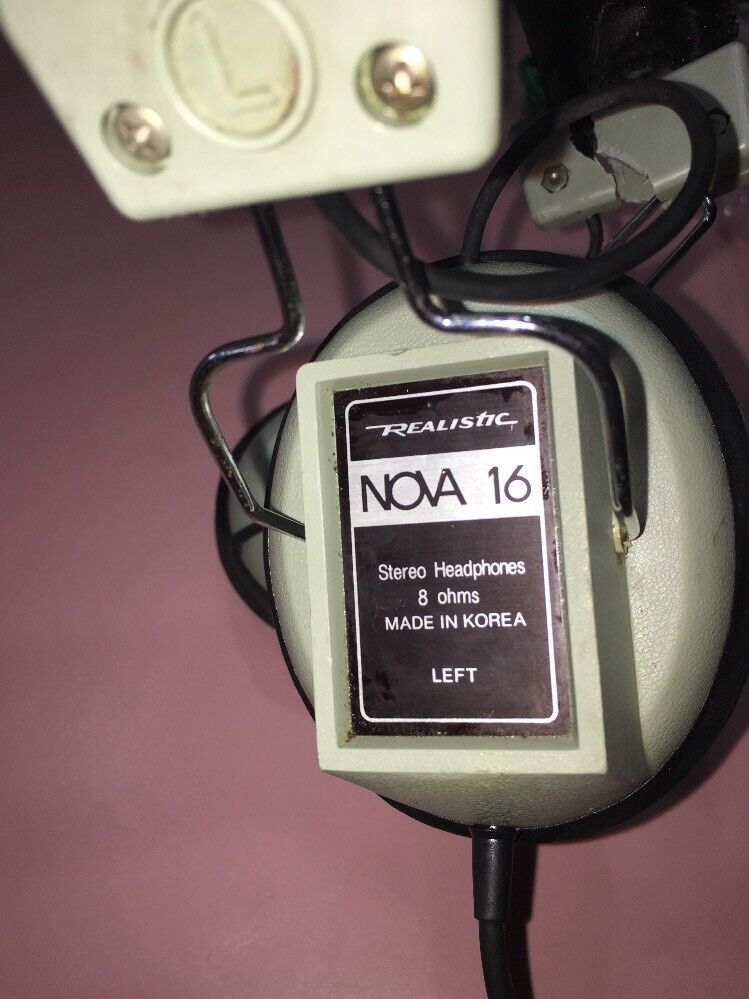 L
REALISTIC
NOVA 16
Stereo Headphones
8 ohms
MADE IN KOREA
LEFT